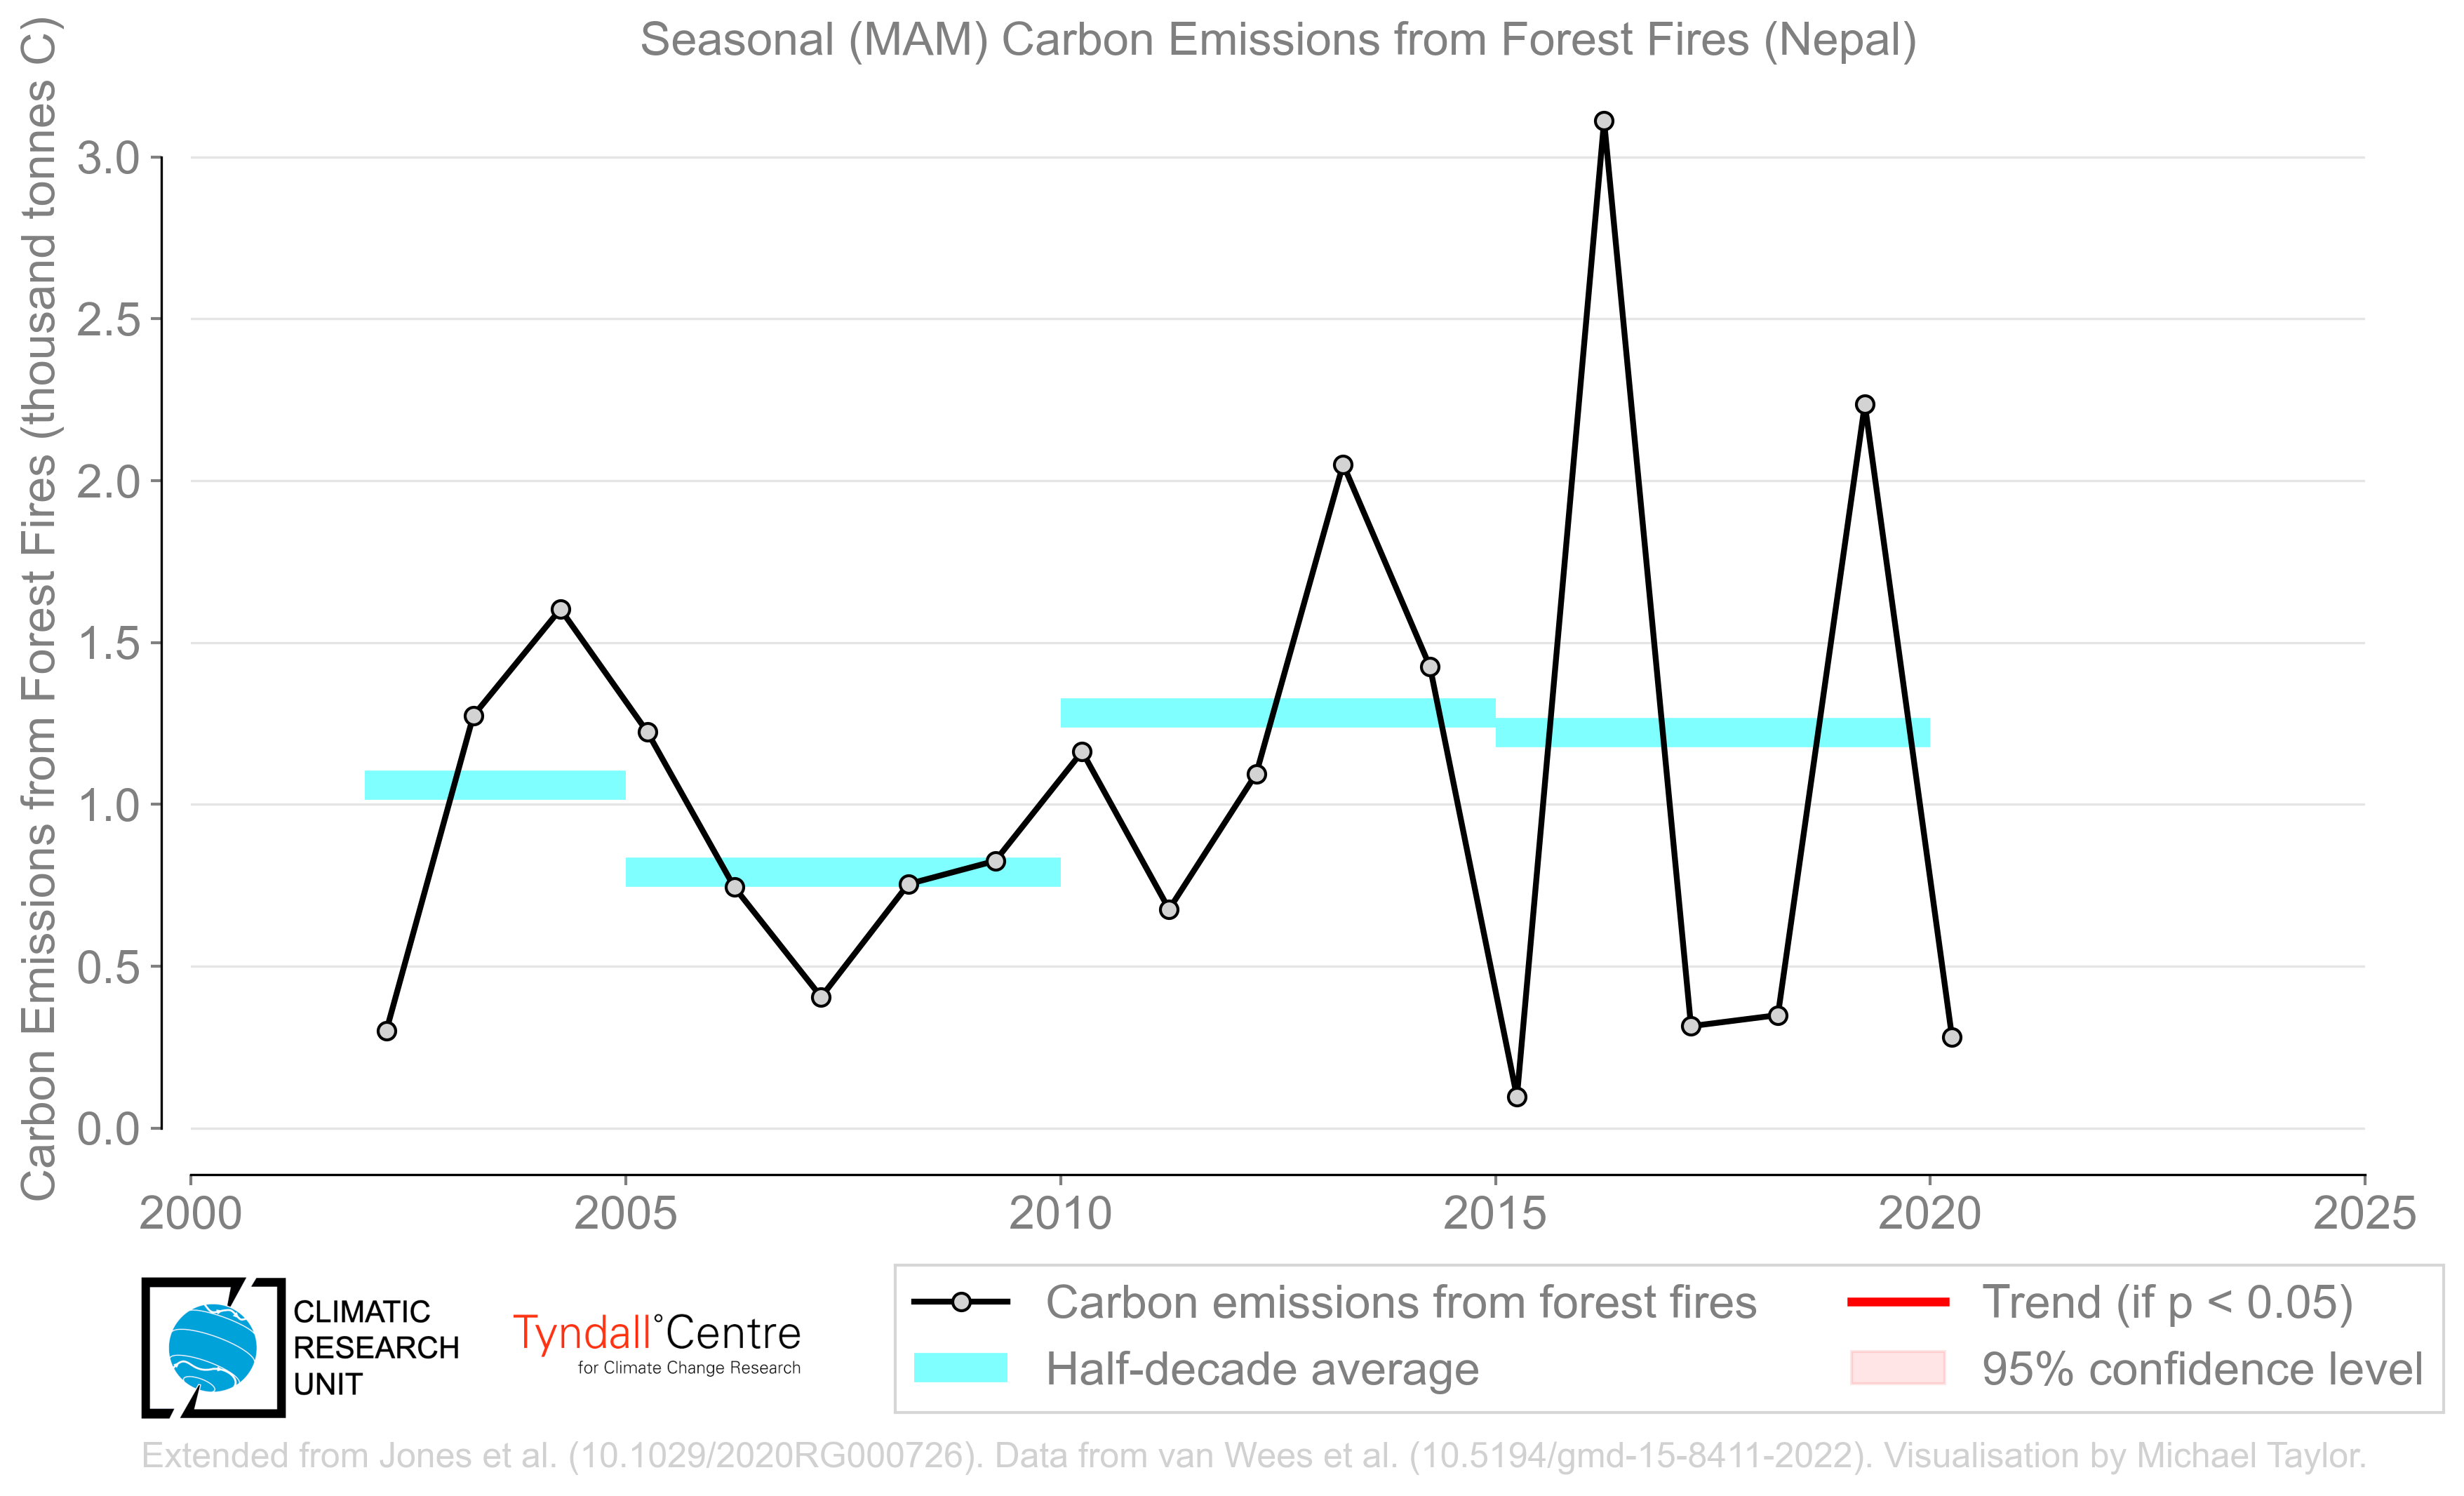 Seasonal (MAM) Carbon Emissions from Forest Fires (Nepal)
Carbon Emissions from Forest Fires (thousand tonnes C)
3.0
2.5
2.0
1.5
1.0
0.5
0.0
2000 2005 2010 2015 2020 2025
CLIMATIC
RESEARCH
UNIT
Tyndall°Centre
for Climate Change Research
Carbon emissions from forest fires
Half-decade average
Trend (if p < 0.05)
95% confidence level
Extended from Jones et al. (10.1029/2020RG000726). Data from van Wees et al. (10.5194/gmd-15-8411-2022). Visualisation by Michael Taylor.